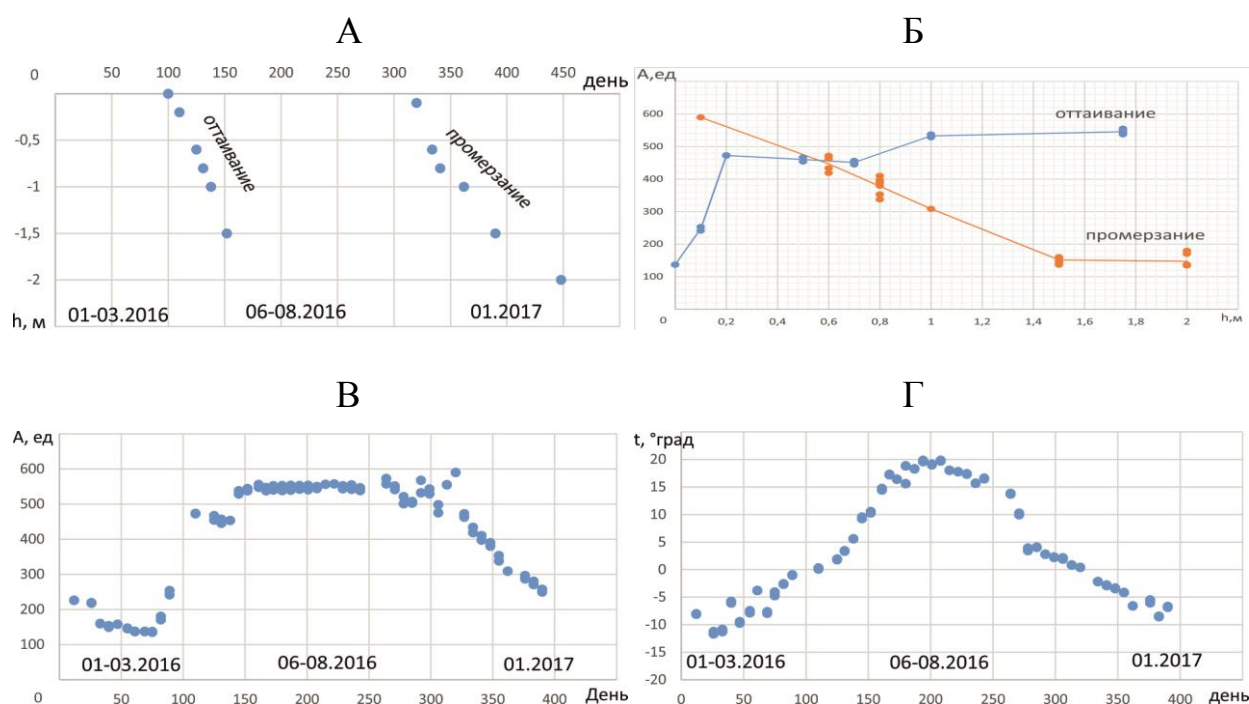 А
0 50 100 150 200 250 300 350 400 450 день
-0,5
-1
-1,5
-2
h, м
оттаивание
промерзание
01-03.2016 06-08.2016 01.2017
Б
А,ед
600
500
400
300
200
100
0 0,2 0,4 0,6 0,8 1 1,2 1,4 1,6 1,8 2 h,м
оттаивание
промерзание
В
А, ед
600
500
400
300
200
100
01-03.2016 06-08.2016 01.2017
0 50 100 150 200 250 300 350 400 День
Г
t, °град
20
15
10
5
0
-5
-10
-15
-20
01-03.2016 06-08.2016 01.2017
0 50 100 150 200 250 300 350 400 день